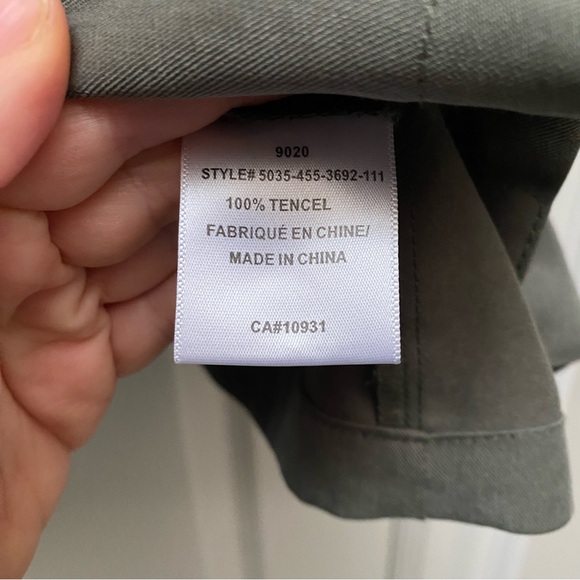 9020
STYLE# 5035-455-3692-111
100% TENCEL
FABRIQUÉ EN CHINE/
MADE IN CHINA
CA#10931